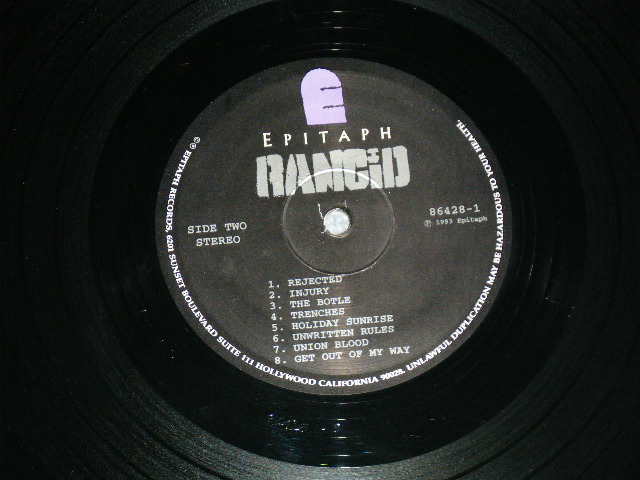 E
EPITAPH
RANCiD
SIDE TWO
STEREO
86428-1
℗ 1993 Epitaph
1. REJECTED
2. INJURY
3. THE BOTLE
4. TRENCHES
5. HOLIDAY SUNRISE
6. UNWRITTEN RULES
7. UNION BLOOD
8. GET OUT OF MY WAY
© EPITAPH RECORDS, 6201 SUNSET BOULEVARD SUITE 111 HOLLYWOOD CALIFORNIA 90028. UNLAWFUL DUPLICATION MAY BE HAZARDOUS TO YOUR HEALTH.